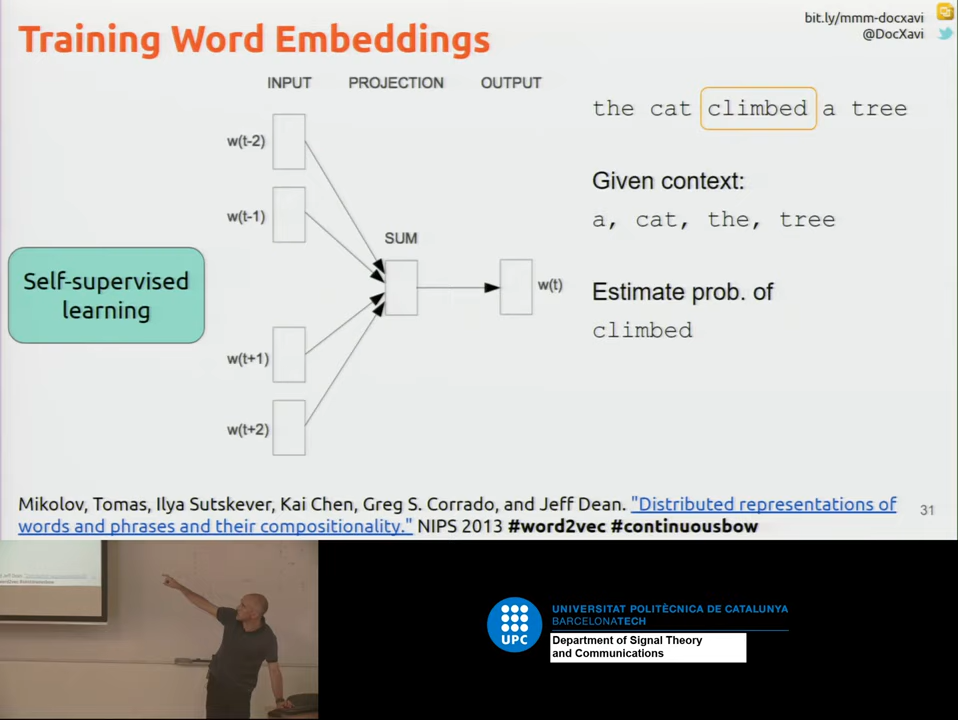 Training Word Embeddings
bit.ly/mmm-docxavi
@DocXavi
INPUT PROJECTION OUTPUT
w(t-2)
w(t-1)
SUM
w(t)
w(t+1)
w(t+2)
Self-supervised
learning
the cat climbed a tree
Given context:
a, cat, the, tree
Estimate prob. of
climbed
Mikolov, Tomas, Ilya Sutskever, Kai Chen, Greg S. Corrado, and Jeff Dean. "Distributed representations of
words and phrases and their compositionality." NIPS 2013 #word2vec #continuousbow
31
UPC
UNIVERSITAT POLITÈCNICA DE CATALUNYA
BARCELONATECH
Department of Signal Theory
and Communications